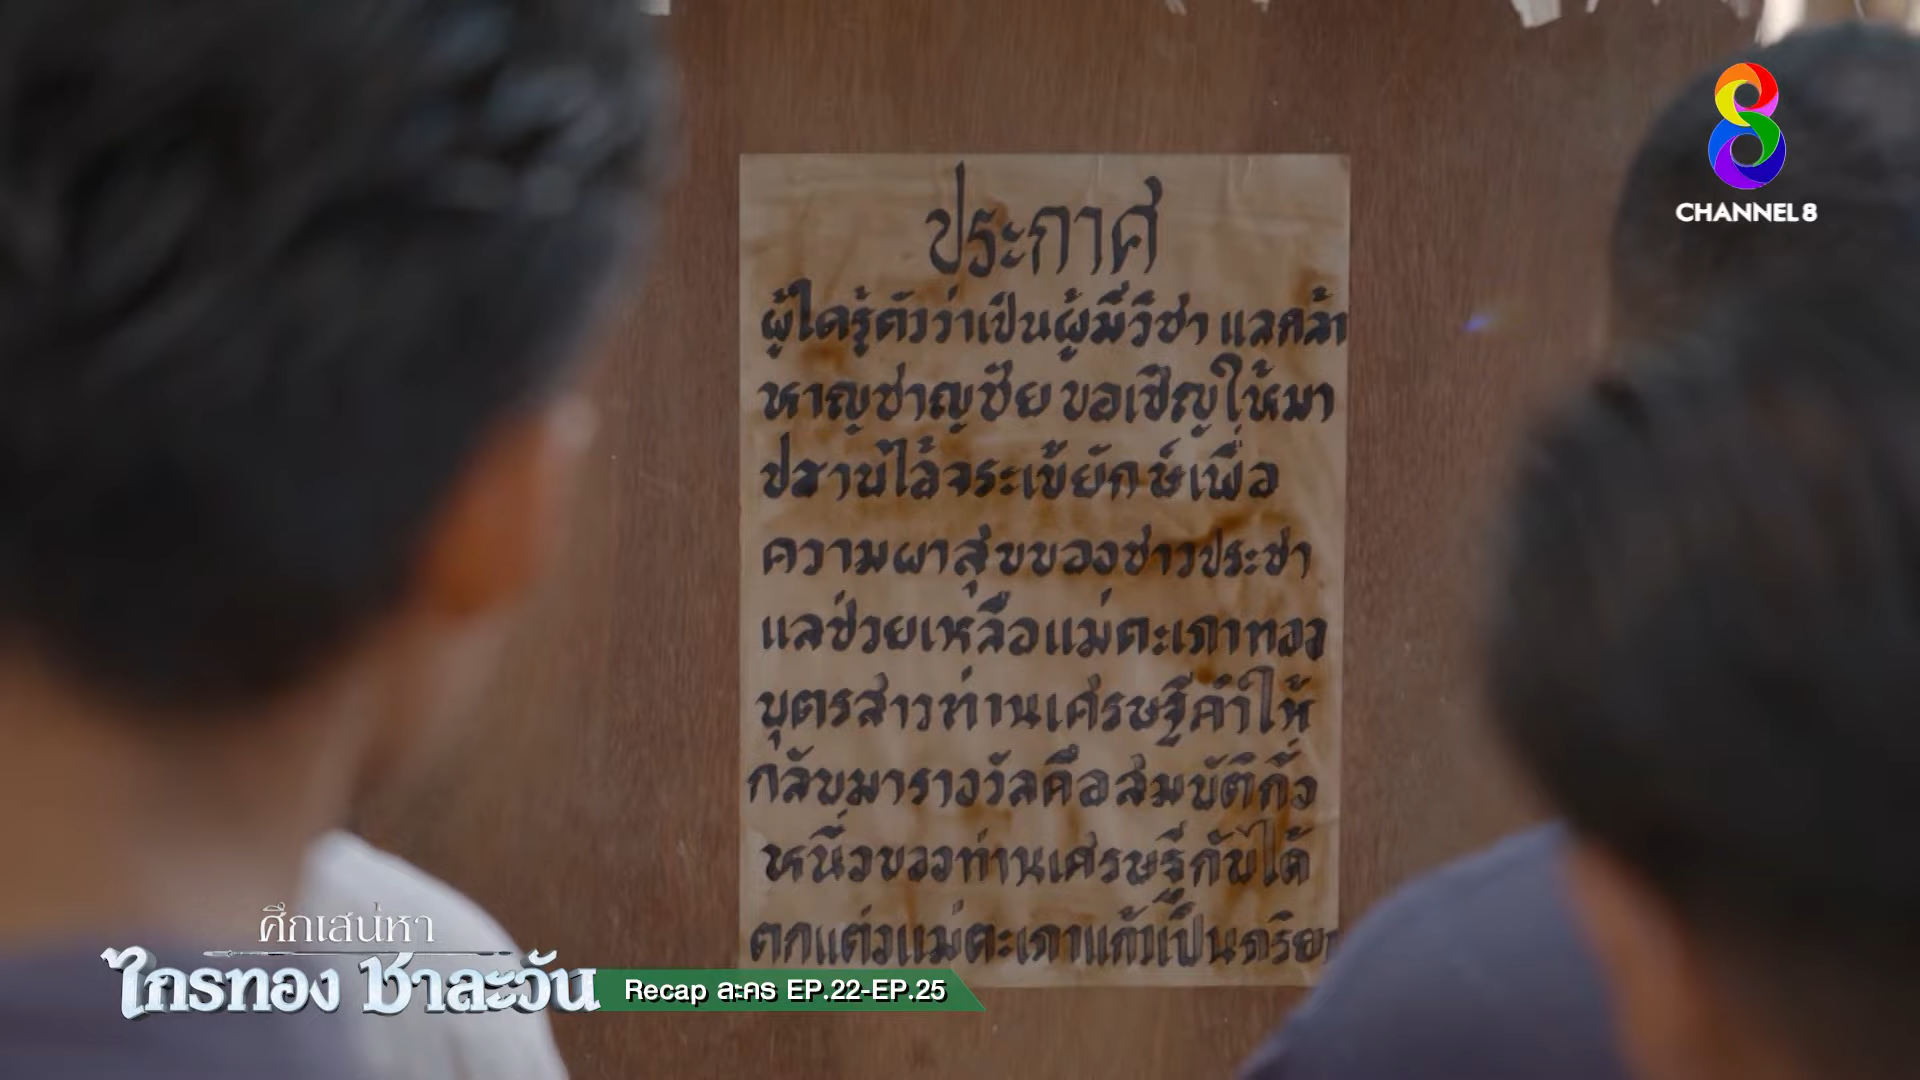 CHANNEL 8
ประกาศ
ผู้ใดรู้ตัวว่าเป็นผู้มีวิชา แลกล้า
หาญชาญชัย ขอเชิญให้มา
ปราบไอ้จระเข้ยักษ์เพื่อ
ความผาสุขของชาวประชา
แลช่วยเหลือแม่ตะเภาทอง
บุตรสาวท่านเศรษฐีคำให้
กลับมารางวัลคือสมบัติกึ่ง
หนึ่งของท่านเศรษฐีกับได้
ตกแต่งแม่ตะเภาแก้วเป็นภริย
ศึกเสน่หา
ไกรทอง ชาละวัน
Recap ละคร EP.22-EP.25